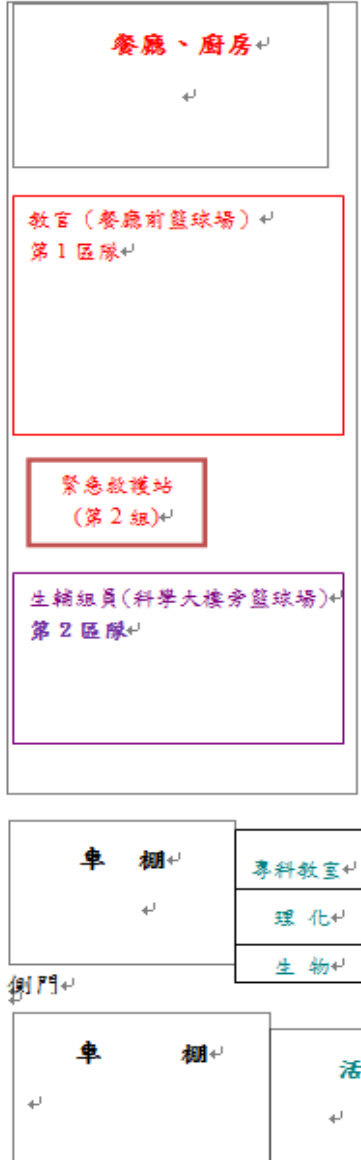 餐廳、廚房
教官（餐廳前籃球場）
第1區隊
緊急救護站
(第2組)
生輔組員(科學大樓旁籃球場)
第2區隊
車 棚
專科教室
理 化
生 物
側門
車 棚
活